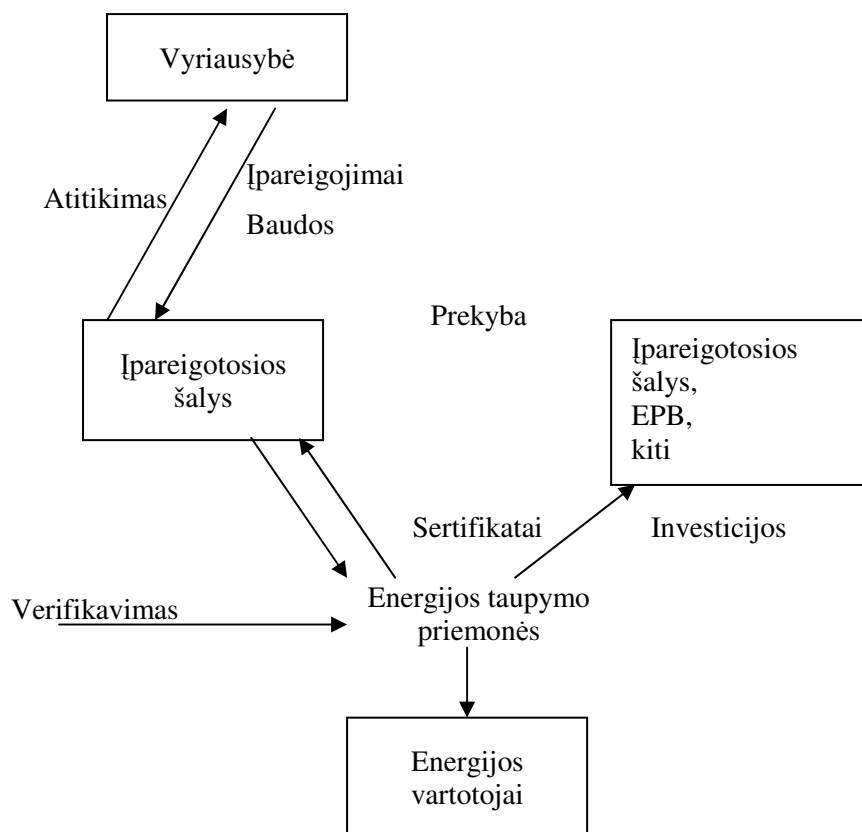 Vyriausybė
Įpareigojimai
Atitikimas
Baudos
Prekyba
Įpareigotosios
šalys
Įpareigotosios
šalys,
EPB,
kiti
Sertifikatai
Investicijos
Energijos taupymo
priemonės
Verifikavimas
Energijos
vartotojai